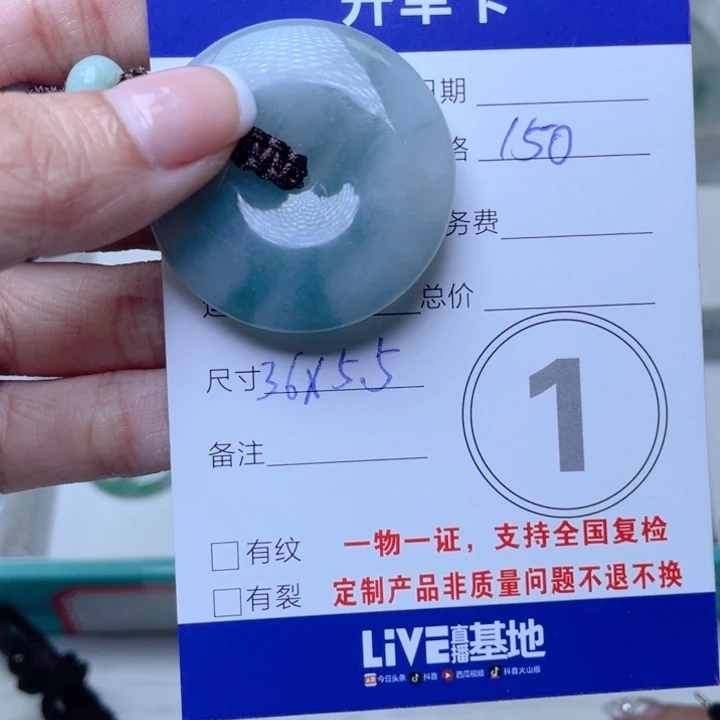 开单卡
日期
格 150
务费
总价
尺寸 36x5.5
备注
1
有纹
有裂
一物一证，支持全国复检
定制产品非质量问题不退不换
LiVE直播基地
今日头条 抖音 西瓜视频 抖音火山版